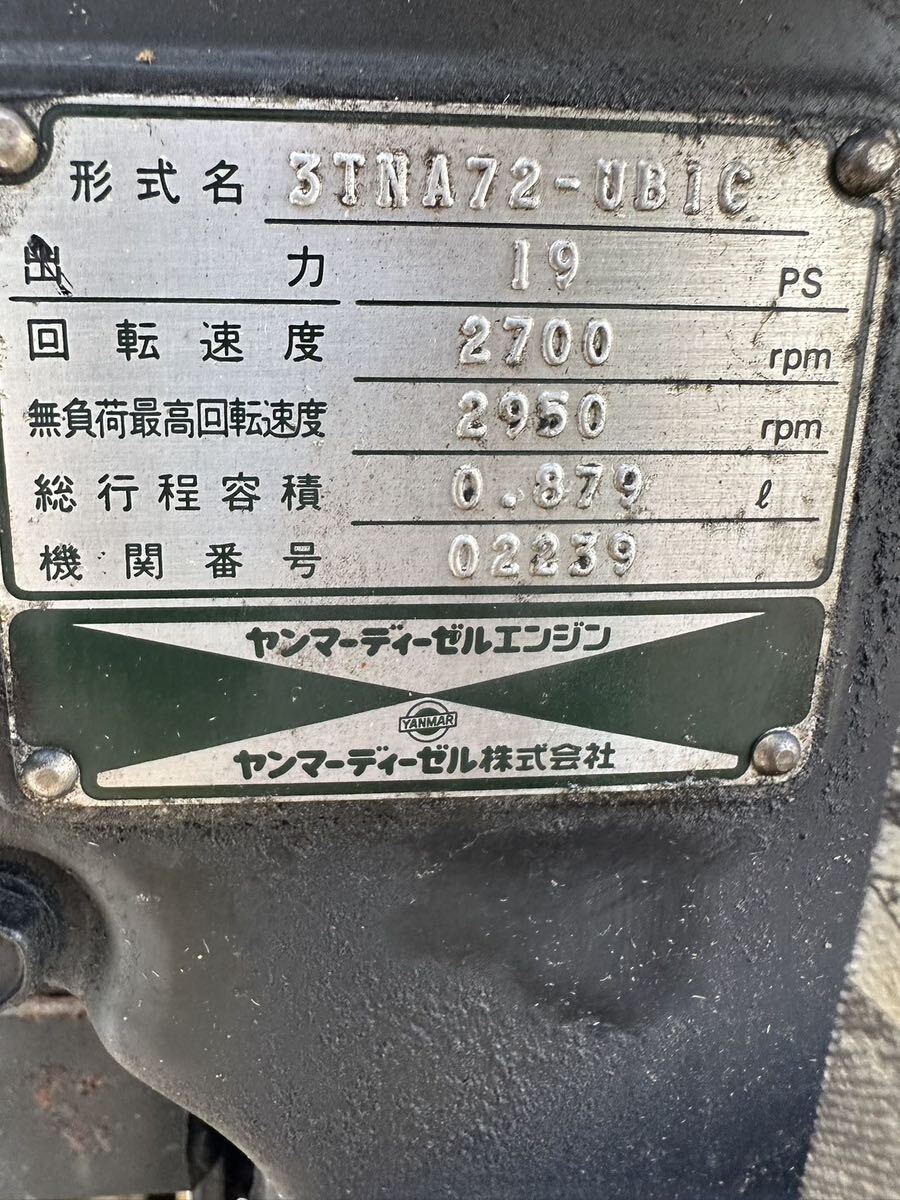 形式名 3TNA72-UB1C
出力 19 PS
回転速度 2700 rpm
無負荷最高回転速度 2950 rpm
総行程容積 0.879 ℓ
機関番号 02239
ヤンマーディーゼルエンジン
YANMAR
ヤンマーディーゼル株式会社